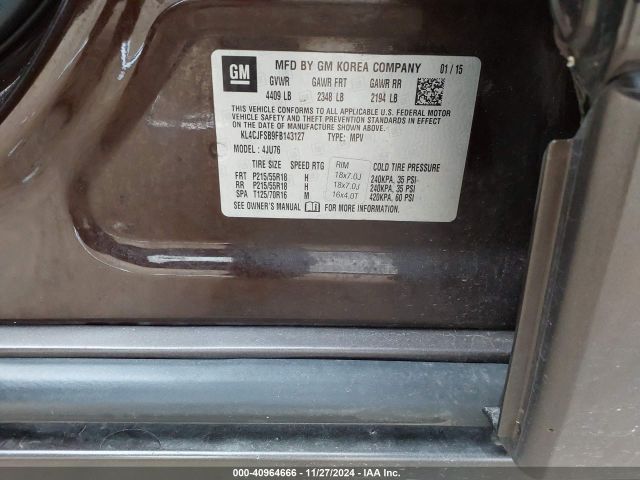 GM
MFD BY GM KOREA COMPANY 01 / 15
GVWR GAWR FRT GAWR RR
4409 LB 2348 LB 2194 LB
THIS VEHICLE CONFORMS TO ALL APPLICABLE U.S. FEDERAL MOTOR
VEHICLE SAFETY AND THEFT PREVENTION STANDARDS IN EFFECT
ON THE DATE OF MANUFACTURE SHOWN ABOVE.
KL4CJFSB9FB143127 TYPE: MPV
MODEL: 4JU76
TIRE SIZE SPEED RTG RIM COLD TIRE PRESSURE
FRT P215/55R18 H 18x7.0J 240KPA, 35 PSI
RR P215/55R18 H 18x7.0J 240KPA, 35 PSI
SPA T125/70R16 M 16x4.0T 420KPA, 60 PSI
SEE OWNER'S MANUAL FOR MORE INFORMATION.
000-40964666 - 11/27/2024 - IAA Inc.